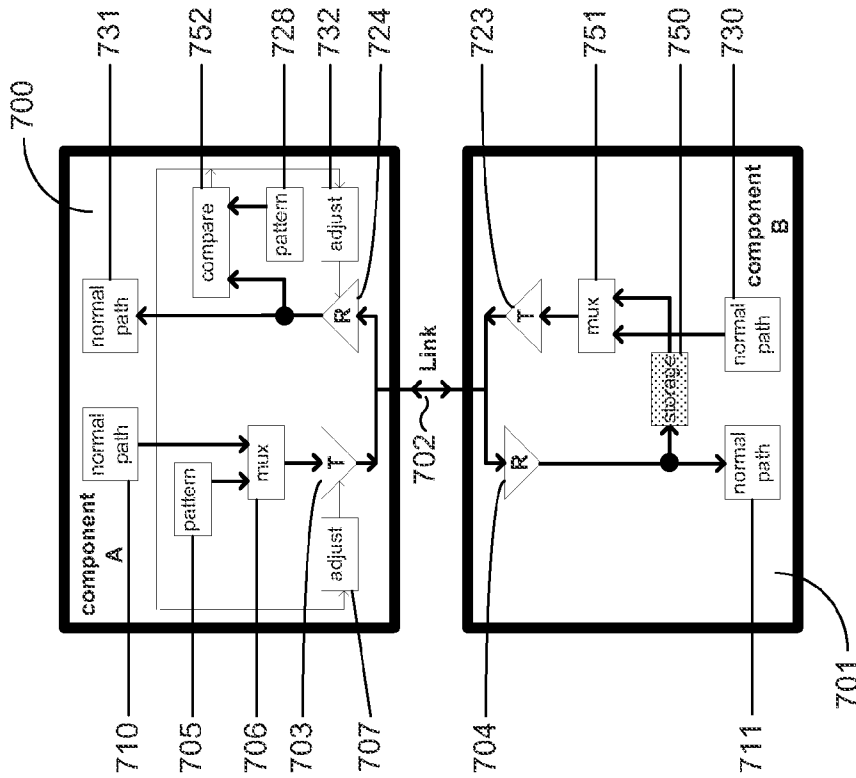 731
752
728
732
724
723
751
750
730
700
normal
path
compare
pattern
adjust
R
component
A
normal
path
pattern
mux
T
adjust
Link
702
T
mux
storage
normal
path
component
B
R
normal
path
701
710
705
706
703
707
704
711